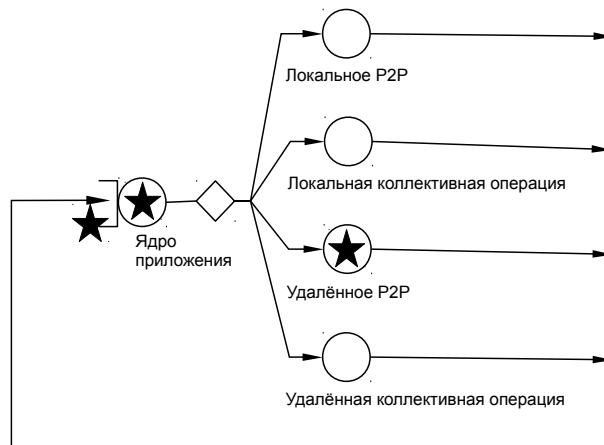 Локальное P2P
Локальная коллективная операция
Ядро
приложения
Удалённое P2P
Удалённая коллективная операция